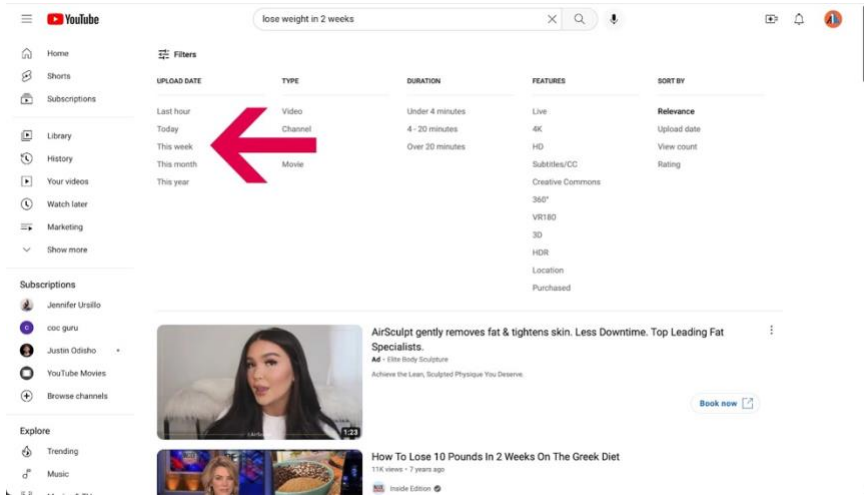 YouTube
lose weight in 2 weeks
Home
Shorts
Subscriptions
Library
History
Your videos
Watch later
Marketing
Show more
Subscriptions
Jennifer Ursillo
coc guru
Justin Odisho
YouTube Movies
Browse channels
Explore
Trending
Music
Filters
UPLOAD DATE
Last hour
Today
This week
This month
This year
TYPE
Video
Channel
Movie
DURATION
Under 4 minutes
4 - 20 minutes
Over 20 minutes
FEATURES
Live
4K
HD
Subtitles/CC
Creative Commons
360°
VR180
3D
HDR
Location
Purchased
SORT BY
Relevance
Upload date
View count
Rating
1:23
AirSculpt gently removes fat & tightens skin. Less Downtime. Top Leading Fat
Specialists.
Ad • Elite Body Sculpture
Achieve the Lean, Sculpted Physique You Deserve.
Book now
How To Lose 10 Pounds In 2 Weeks On The Greek Diet
11K views • 7 years ago
Inside Edition